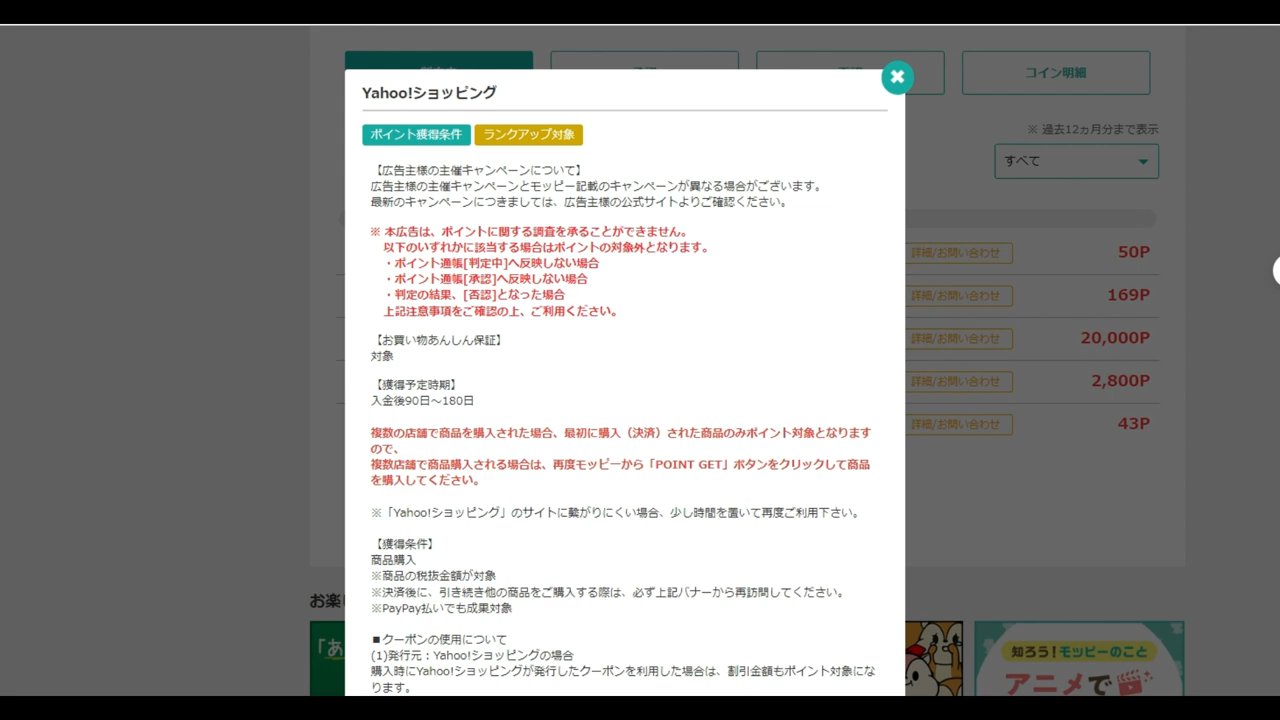 コイン明細
Yahoo!ショッピング
※ 過去12ヵ月分まで表示
ポイント獲得条件
ランクアップ対象
すべて
【広告主様の主催キャンペーンについて】
広告主様の主催キャンペーンとモッピー記載のキャンペーンが異なる場合がございます。
最新のキャンペーンにつきましては、広告主様の公式サイトよりご確認ください。
※ 本広告は、ポイントに関する調査を承ることができません。
以下のいずれかに該当する場合はポイントの対象外となります。
・ポイント通帳[判定中]へ反映しない場合
・ポイント通帳[承認]へ反映しない場合
・判定の結果、[否認]となった場合
上記注意事項をご確認の上、ご利用ください。
詳細/お問い合わせ 50P
詳細/お問い合わせ 169P
詳細/お問い合わせ 20,000P
詳細/お問い合わせ 2,800P
詳細/お問い合わせ 43P
【お買い物あんしん保証】
対象
【獲得予定時期】
入金後90日～180日
複数の店舗で商品を購入された場合、最初に購入（決済）された商品のみポイント対象となります
ので、
複数店舗で商品購入される場合は、再度モッピーから「POINT GET」ボタンをクリックして商品
を購入してください。
※「Yahoo!ショッピング」のサイトに繋がりにくい場合、少し時間を置いて再度ご利用下さい。
【獲得条件】
商品購入
※商品の税抜金額が対象
※決済後に、引き続き他の商品をご購入する際は、必ず上記バナーから再訪問してください。
※PayPay払いでも成果対象
■クーポンの使用について
(1)発行元：Yahoo!ショッピングの場合
購入時にYahoo!ショッピングが発行したクーポンを利用した場合は、割引金額もポイント対象にな
ります。
お楽
「あ
知ろう！モッピーのこと
アニメで